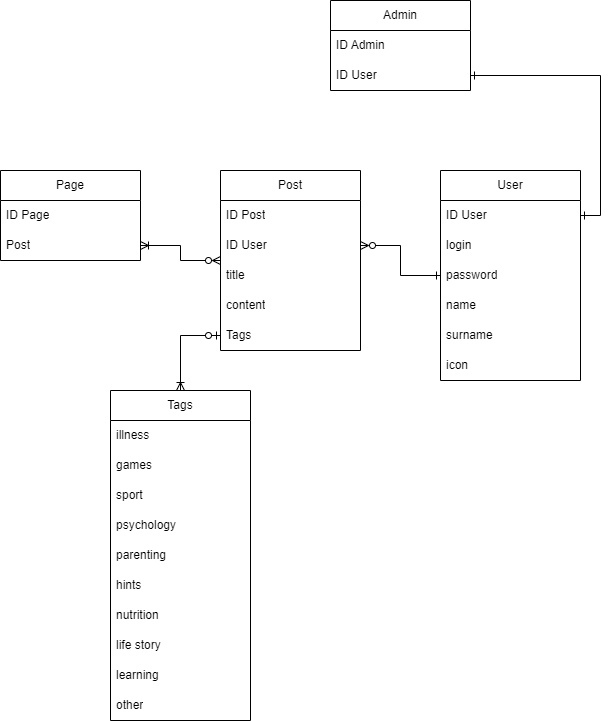 Admin
ID Admin
ID User
Page
ID Page
Post
Post
ID Post
ID User
title
content
Tags
User
ID User
login
password
name
surname
icon
Tags
illness
games
sport
psychology
parenting
hints
nutrition
life story
learning
other